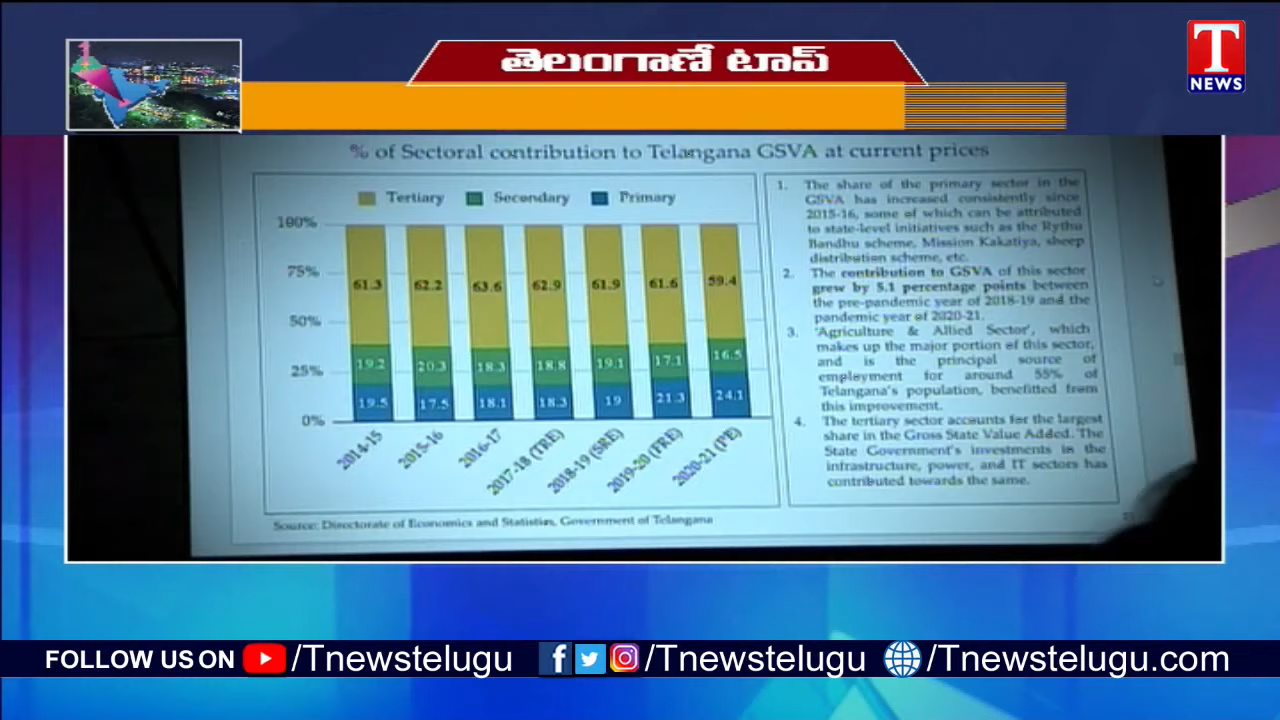 తెలంగాణే టాప్
T
NEWS
% of Sectoral contribution to Telangana GSVA at current prices
Tertiary Secondary Primary
100%
75%
50%
25%
0%
61.3 62.2 63.6 62.9 61.9 61.6 59.4
19.2 20.3 18.3 18.8 19.1 17.1 16.5
19.5 17.5 18.1 18.3 19 21.3 24.1
2014-15 2015-16 2016-17 2017-18 (TRE) 2018-19 (SRE) 2019-20 (FRE) 2020-21 (PE)
Source: Directorate of Economics and Statistics, Government of Telangana
1. The share of the primary sector in the
GSVA has increased consistently since
2015-16, some of which can be attributed
to state-level initiatives such as the Rythu
Bandhu scheme, Mission Kakatiya, sheep
distribution scheme, etc.
2. The contribution to GSVA of this sector
grew by 5.1 percentage points between
the pre-pandemic year of 2018-19 and the
pandemic year of 2020-21.
3. 'Agriculture & Allied Sector', which
makes up the major portion of this sector,
and is the principal source of
employment for around 55% of
Telangana's population, benefitted from
this improvement.
4. The tertiary sector accounts for the largest
share in the Gross State Value Added. The
State Government's investments in the
infrastructure, power, and IT sectors has
contributed towards the same.
FOLLOW US ON /Tnewstelugu /Tnewstelugu /Tnewstelugu.com